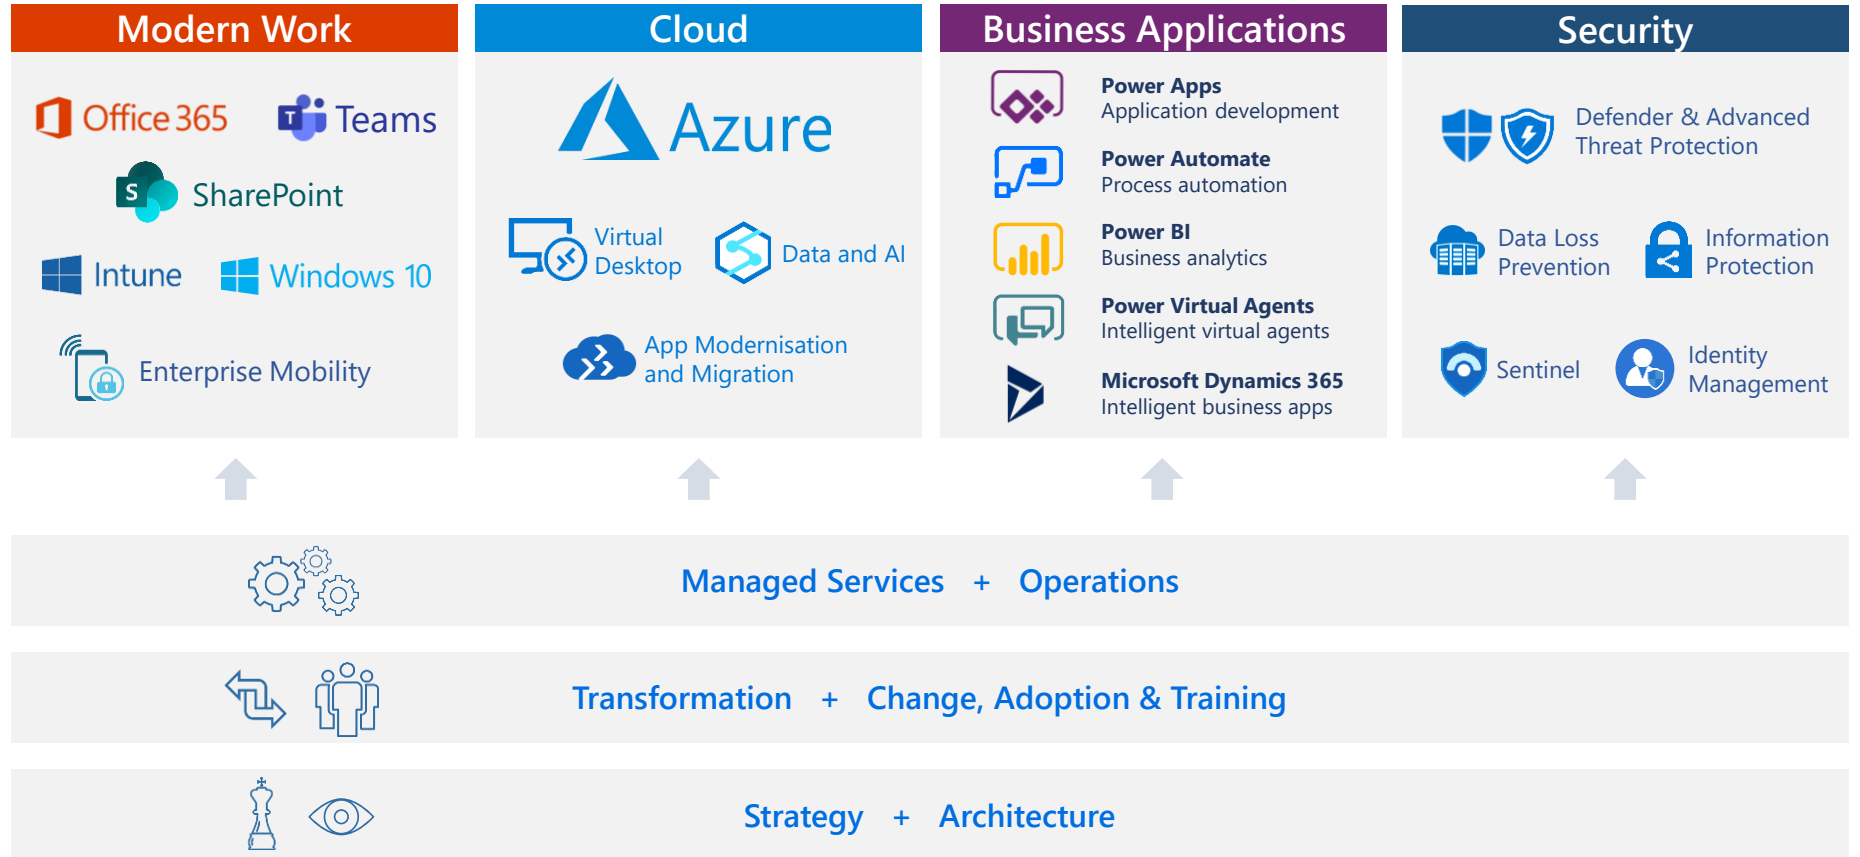 Modern Work
Office 365
Teams
SharePoint
Intune
Windows 10
Enterprise Mobility
Cloud
Azure
Virtual
Desktop
Data and AI
App Modernisation
and Migration
Business Applications
Power Apps
Application development
Power Automate
Process automation
Power BI
Business analytics
Power Virtual Agents
Intelligent virtual agents
Microsoft Dynamics 365
Intelligent business apps
Security
Defender & Advanced
Threat Protection
Data Loss
Prevention
Information
Protection
Sentinel
Identity
Management
Managed Services + Operations
Transformation + Change, Adoption & Training
Strategy + Architecture